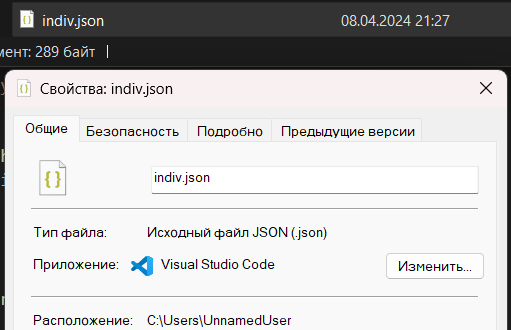 indiv.json 08.04.2024 21:27
мент: 289 байт
Свойства: indiv.json
Общие Безопасность Подробно Предыдущие версии
indiv.json
Тип файла: Исходный файл JSON (.json)
Приложение: Visual Studio Code Изменить...
Расположение: C:\Users\UnnamedUser